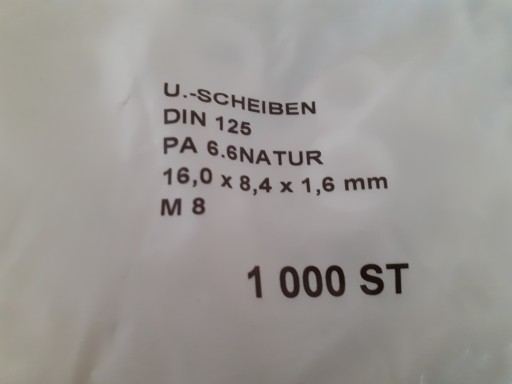 U.-SCHEIBEN
DIN 125
PA 6.6NATUR
16,0 x 8,4 x 1,6 mm
M 8
1 000 ST